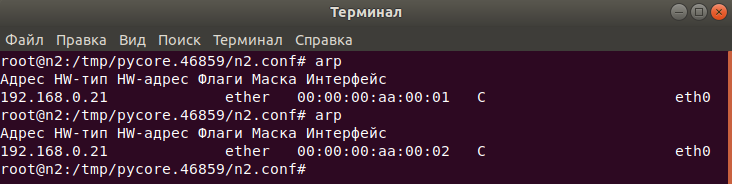 Терминал
Файл Правка Вид Поиск Терминал Справка
root@n2:/tmp/pycore.46859/n2.conf# arp
Адрес HW-тип HW-адрес Флаги Маска Интерфейс
192.168.0.21 ether 00:00:00:aa:00:01 C eth0
root@n2:/tmp/pycore.46859/n2.conf# arp
Адрес HW-тип HW-адрес Флаги Маска Интерфейс
192.168.0.21 ether 00:00:00:aa:00:02 C eth0
root@n2:/tmp/pycore.46859/n2.conf#